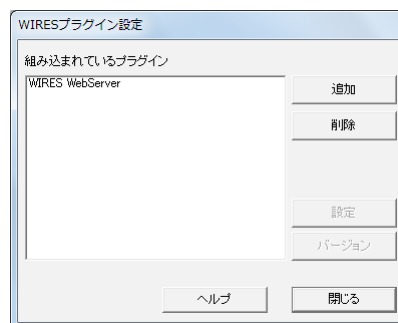 WIRESプラグイン設定
組み込まれているプラグイン
WIRES WebServer
追加
削除
設定
バージョン
ヘルプ
閉じる